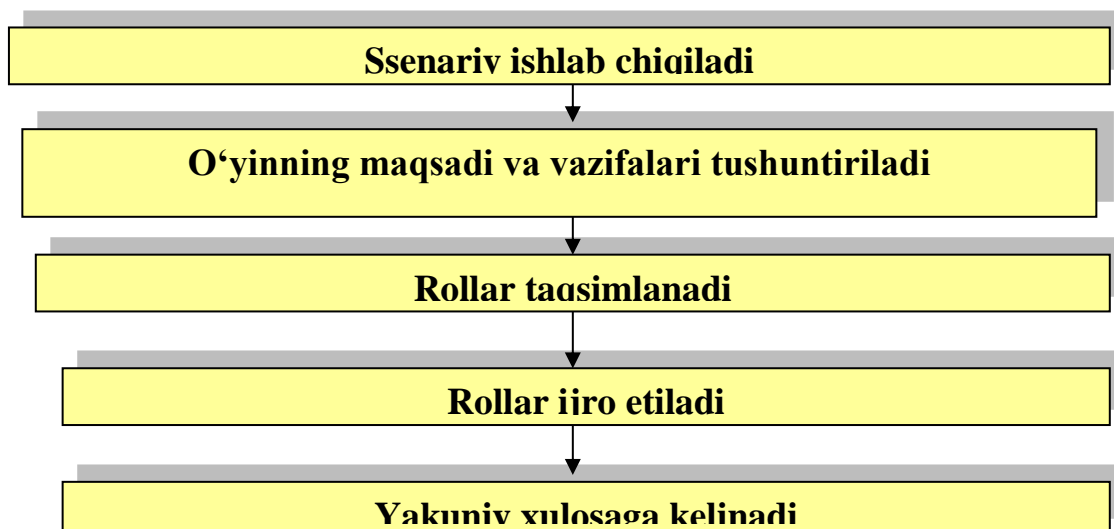 Ssenariy ishlab chiqiladi
O‘yinning maqsadi va vazifalari tushuntiriladi
Rollar taqsimlanadi
Rollar ijro etiladi
Yakuniy xulosaga kelinadi